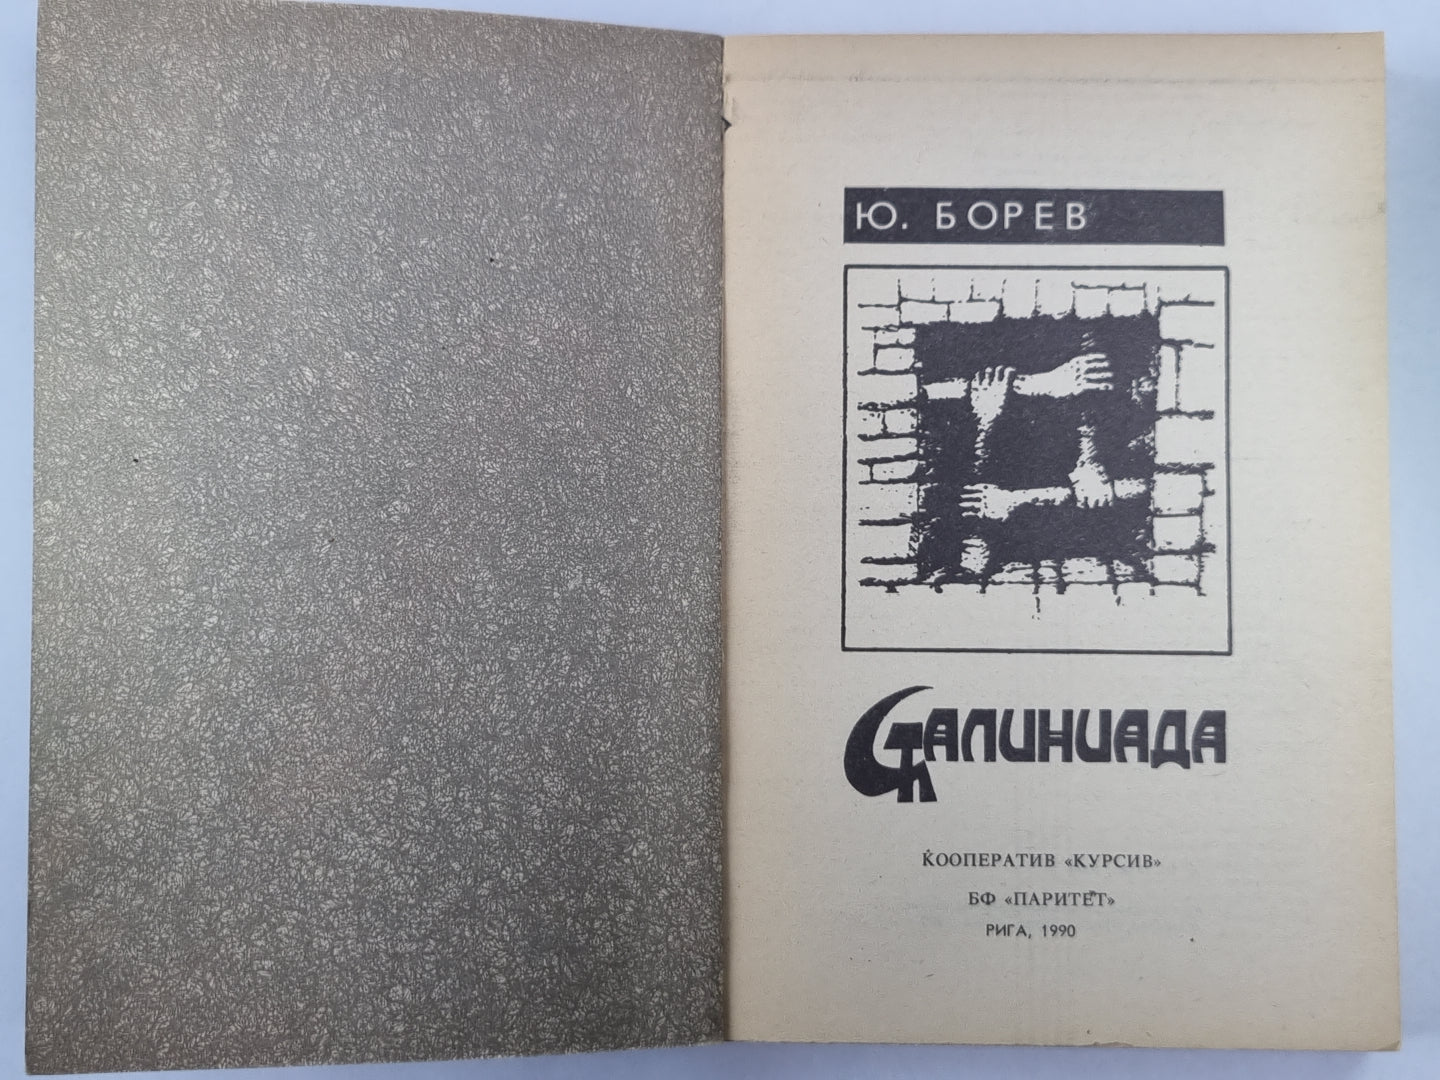 Ю. БОРЕВ
Сталиниада
КООПЕРАТИВ «КУРСИВ»
БФ «ПАРИТЕТ»
РИГА, 1990